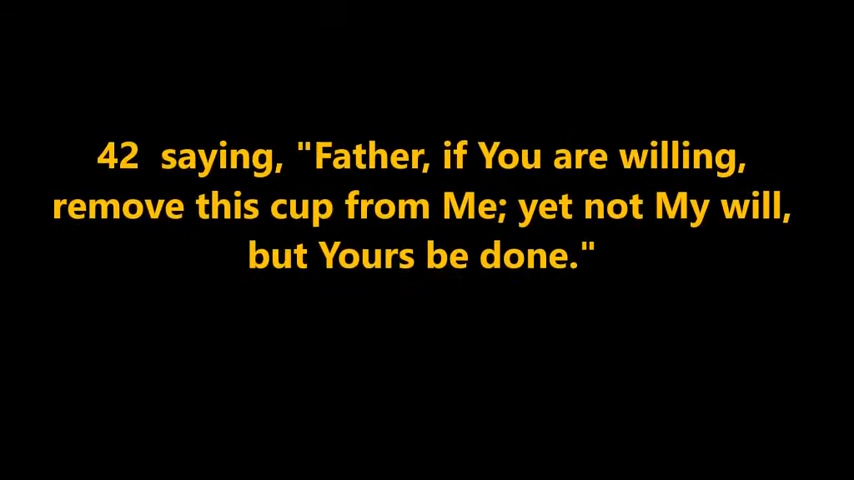 42  saying, "Father, if You are willing,
remove this cup from Me; yet not My will,
but Yours be done."